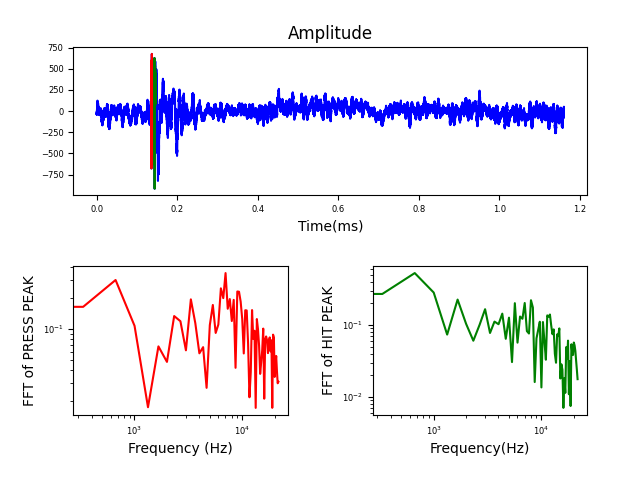 Amplitude
750
500
250
0
−250
−500
−750
0.0 0.2 0.4 0.6 0.8 1.0 1.2
Time(ms)
FFT of PRESS PEAK
10⁻¹
10³ 10⁴
Frequency (Hz)
FFT of HIT PEAK
10⁻¹
10⁻²
10³ 10⁴
Frequency(Hz)